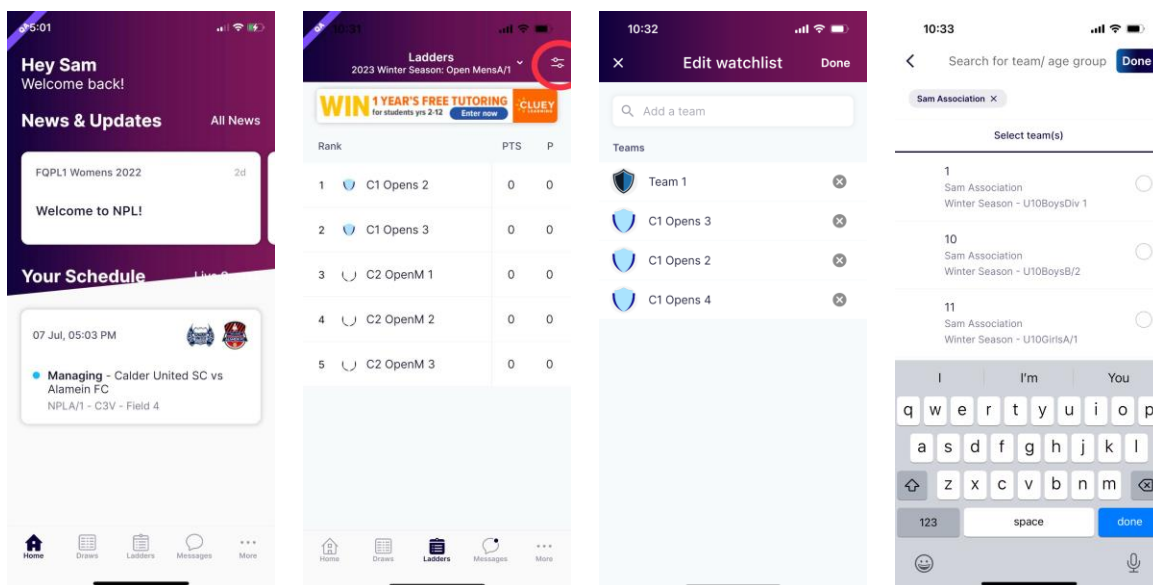 5:01
Hey Sam
Welcome back!
News & Updates All News
FQPL1 Womens 2022 2d
Welcome to NPL!
Your Schedule
07 Jul, 05:03 PM
Managing - Calder United SC vs
Alamein FC
NPLA/1 - C3V - Field 4
Home Draws Ladders Messages More
10:31
Ladders
2023 Winter Season: Open MensA/1
WIN 1 YEAR'S FREE TUTORING
for students yrs 2-12 Enter now
CLUEY
Rank PTS P
1 C1 Opens 2 0 0
2 C1 Opens 3 0 0
3 C2 OpenM 1 0 0
4 C2 OpenM 2 0 0
5 C2 OpenM 3 0 0
Home Draws Ladders Messages More
10:32
Edit watchlist Done
Add a team
Teams
Team 1
C1 Opens 3
C1 Opens 2
C1 Opens 4
10:33
Search for team/ age group Done
Sam Association ×
Select team(s)
1
Sam Association
Winter Season - U10BoysDiv 1
10
Sam Association
Winter Season - U10BoysB/2
11
Sam Association
Winter Season - U10GirlsA/1
I I'm You
q w e r t y u i o p
a s d f g h j k l
z x c v b n m
123 space done